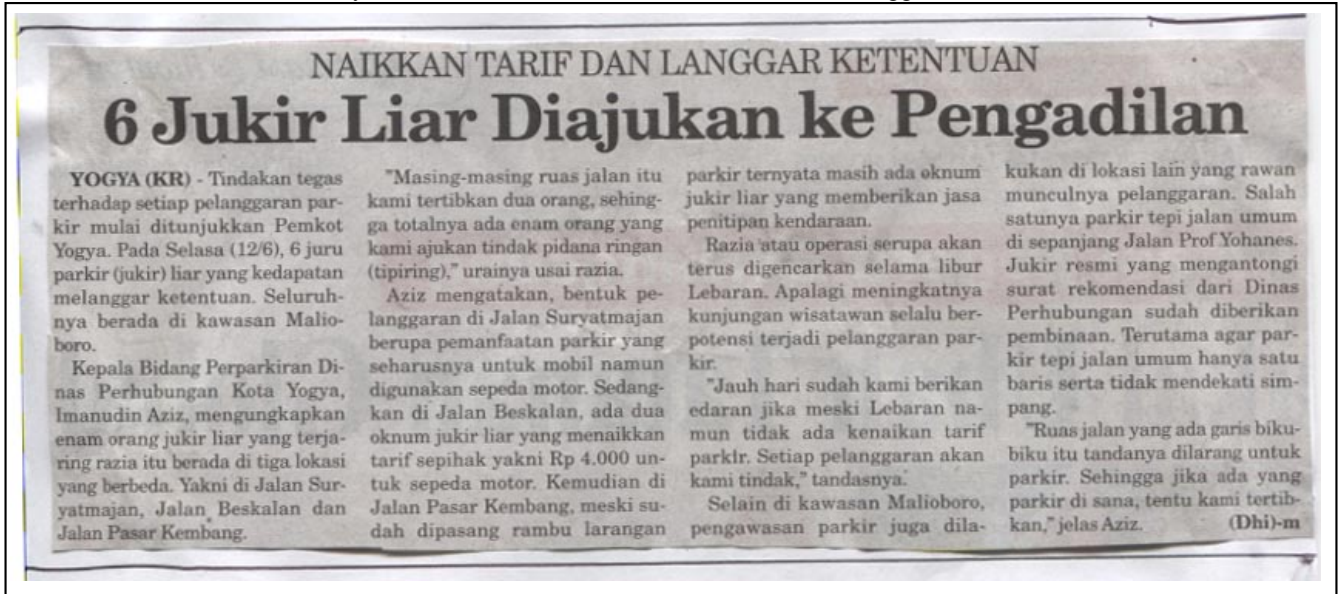 NAIKKAN TARIF DAN LANGGAR KETENTUAN
6 Jukir Liar Diajukan ke Pengadilan
YOGYA (KR) - Tindakan tegas
terhadap setiap pelanggaran par-
kir mulai ditunjukkan Pemkot
Yogya. Pada Selasa (12/6), 6 juru
parkir (jukir) liar yang kedapatan
melanggar ketentuan. Seluruh-
nya berada di kawasan Malio-
boro.
Kepala Bidang Perparkiran Di-
nas Perhubungan Kota Yogya,
Imanudin Aziz, mengungkapkan
enam orang jukir liar yang terja-
ring razia itu berada di tiga lokasi
yang berbeda. Yakni di Jalan Sur-
yatmajan, Jalan Beskalan dan
Jalan Pasar Kembang.
"Masing-masing ruas jalan itu
kami tertibkan dua orang, sehing-
ga totalnya ada enam orang yang
kami ajukan tindak pidana ringan
(tipiring)," urainya usai razia.
Aziz mengatakan, bentuk pe-
langgaran di Jalan Suryatmajan
berupa pemanfaatan parkir yang
seharusnya untuk mobil namun
digunakan sepeda motor. Sedang-
kan di Jalan Beskalan, ada dua
oknum jukir liar yang menaikkan
tarif sepihak yakni Rp 4.000 un-
tuk sepeda motor. Kemudian di
Jalan Pasar Kembang, meski su-
dah dipasang rambu larangan
parkir ternyata masih ada oknum
jukir liar yang memberikan jasa
penitipan kendaraan.
Razia atau operasi serupa akan
terus digencarkan selama libur
Lebaran. Apalagi meningkatnya
kunjungan wisatawan selalu ber-
potensi terjadi pelanggaran par-
kir.
"Jauh hari sudah kami berikan
edaran jika meski Lebaran na-
mun tidak ada kenaikan tarif
parkir. Setiap pelanggaran akan
kami tindak," tandasnya.
Selain di kawasan Malioboro,
pengawasan parkir juga dila-
kukan di lokasi lain yang rawan
munculnya pelanggaran. Salah
satunya parkir tepi jalan umum
di sepanjang Jalan Prof Yohanes.
Jukir resmi yang mengantongi
surat rekomendasi dari Dinas
Perhubungan sudah diberikan
pembinaan. Terutama agar par-
kir tepi jalan umum hanya satu
baris serta tidak mendekati sim-
pang.
"Ruas jalan yang ada garis biku-
biku itu tandanya dilarang untuk
parkir. Sehingga jika ada yang
parkir di sana, tentu kami tertib-
kan," jelas Aziz. (Dhi)-m